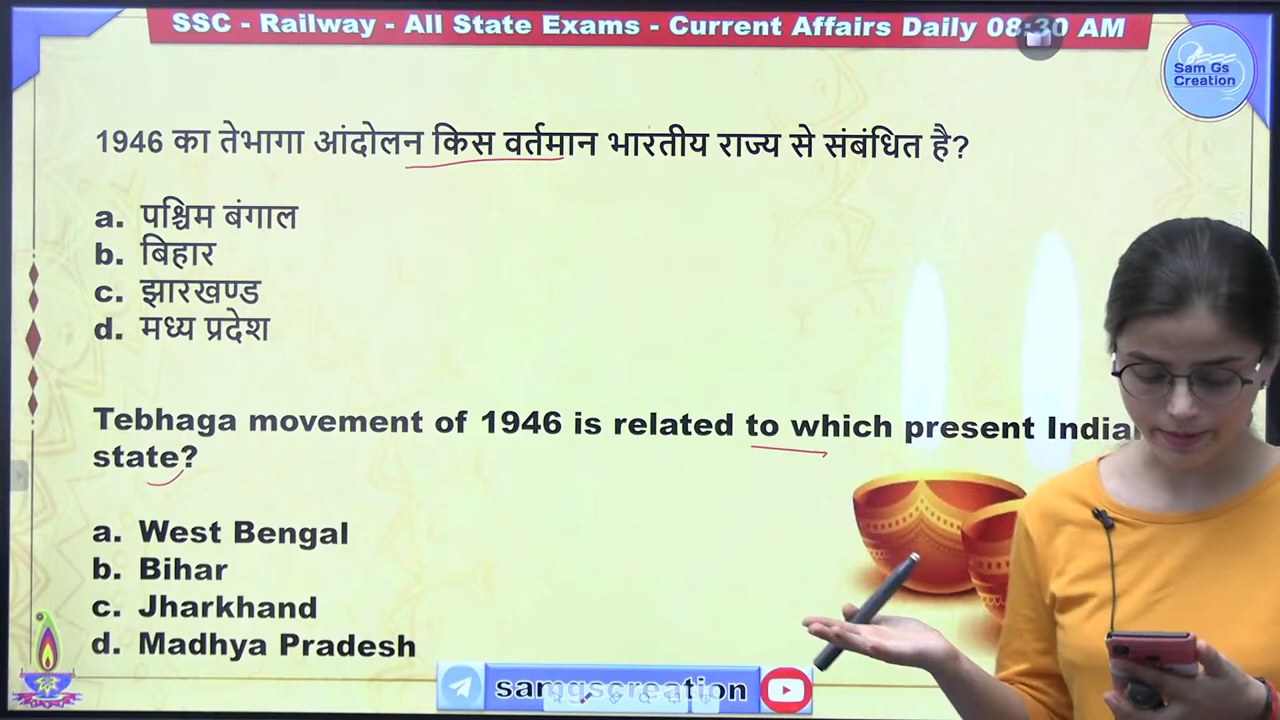 SSC - Railway - All State Exams - Current Affairs Daily 08:30 AM
Sam Gs
Creation
1946 का तेभागा आंदोलन किस वर्तमान भारतीय राज्य से संबंधित है?
a. पश्चिम बंगाल
b. बिहार
c. झारखण्ड
d. मध्य प्रदेश
Tebhaga movement of 1946 is related to which present India
state?
a. West Bengal
b. Bihar
c. Jharkhand
d. Madhya Pradesh
samgscreation